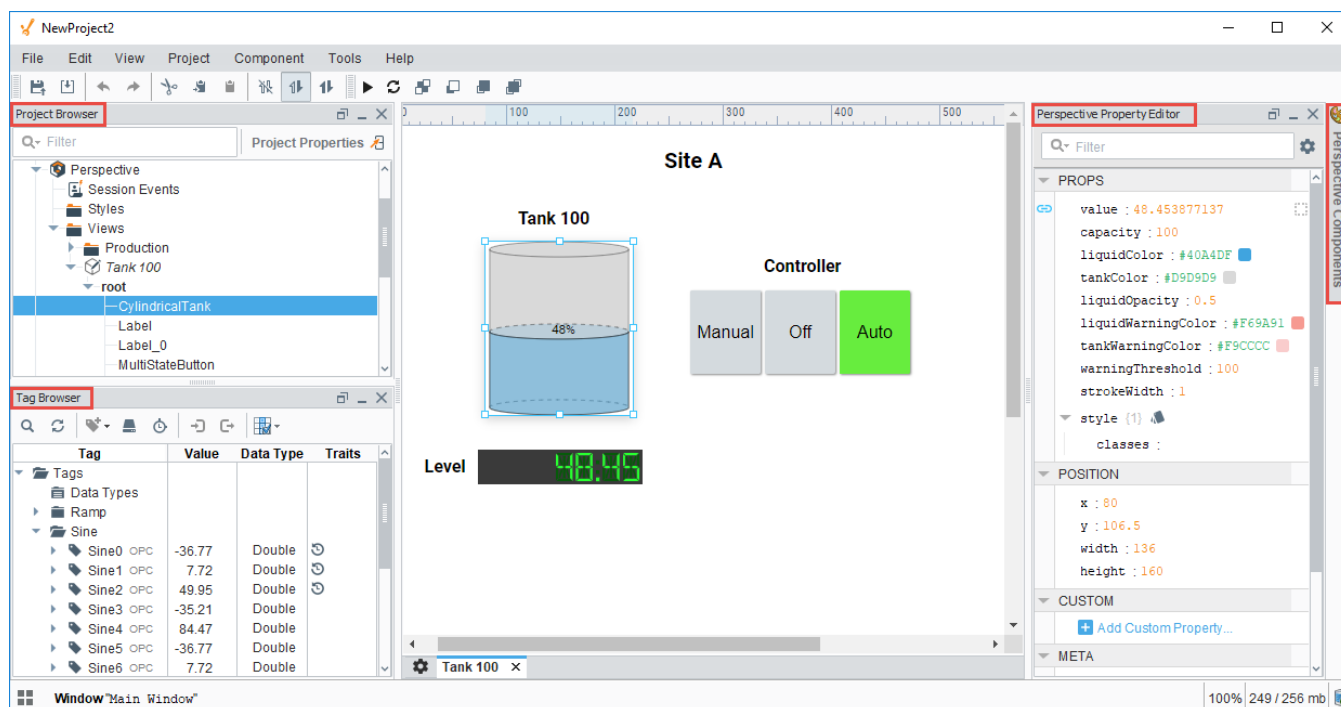 NewProject2
File Edit View Project Component Tools Help
Project Browser
Filter Project Properties
Perspective
Session Events
Styles
Views
Production
Tank 100
root
CylindricalTank
Label
Label_0
MultiStateButton
Tag Browser
Tag Value Data Type Traits
Tags
Data Types
Ramp
Sine
Sine0 OPC -36.77 Double
Sine1 OPC 7.72 Double
Sine2 OPC 49.95 Double
Sine3 OPC -35.21 Double
Sine4 OPC 84.47 Double
Sine5 OPC -36.77 Double
Sine6 OPC 7.72 Double
0 100 200 300 400 500
Site A
Tank 100
48%
Controller
Manual Off Auto
Level 48.45
Tank 100
Perspective Property Editor
Filter
PROPS
value : 48.453877137
capacity : 100
liquidColor : #40A4DF
tankColor : #D9D9D9
liquidOpacity : 0.5
liquidWarningColor : #F69A91
tankWarningColor : #F9CCCC
warningThreshold : 100
strokeWidth : 1
style {1}
classes :
POSITION
x : 80
y : 106.5
width : 136
height : 160
CUSTOM
Add Custom Property...
META
Perspective Components
Window "Main Window"
100% 249 / 256 mb